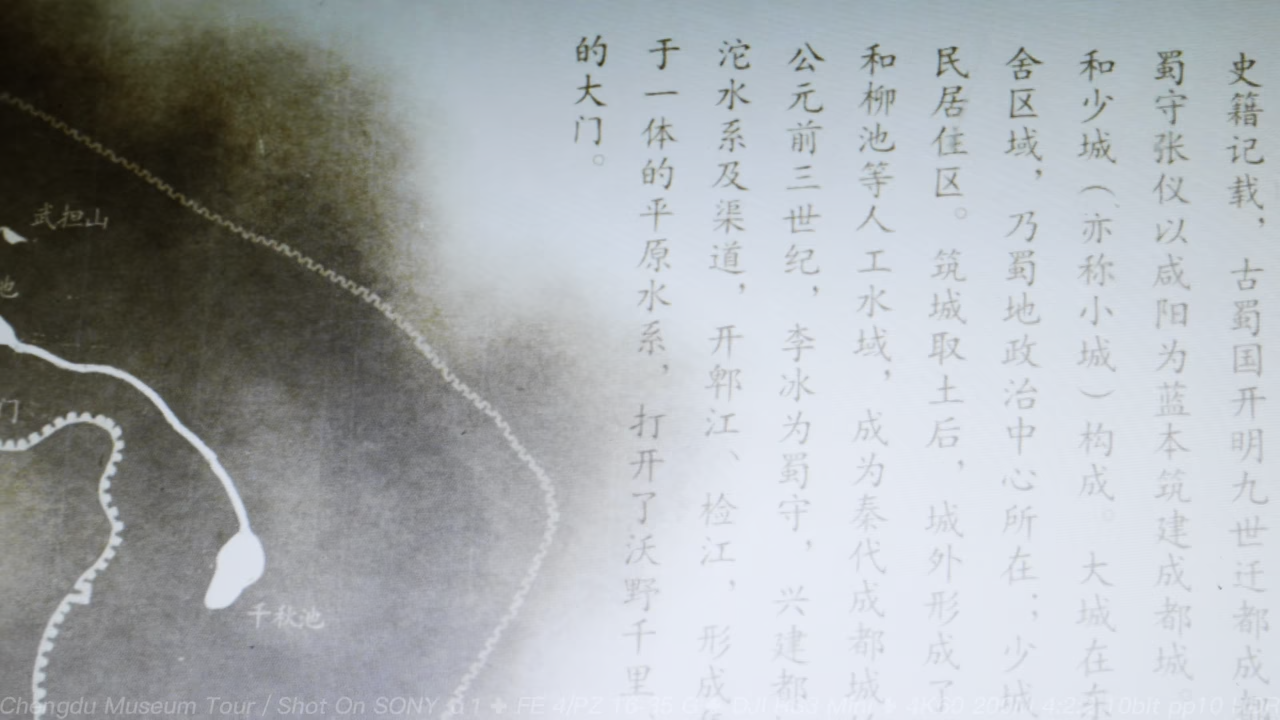 史籍记载，古蜀国开明九世迁都成都
蜀守张仪以咸阳为蓝本筑建成都城。
和少城（亦称小城）构成。大城在东
舍区域，乃蜀地政治中心所在；少城
民居住区。筑城取土后，城外形成了
和柳池等人工水域，成为秦代成都城
公元前三世纪，李冰为蜀守，兴建都
沱水系及渠道，开郫江、检江，形成
于一体的平原水系，打开了沃野千里
的大门。
武担山
池
门
千秋池
Chengdu Museum Tour / Shot On SONY